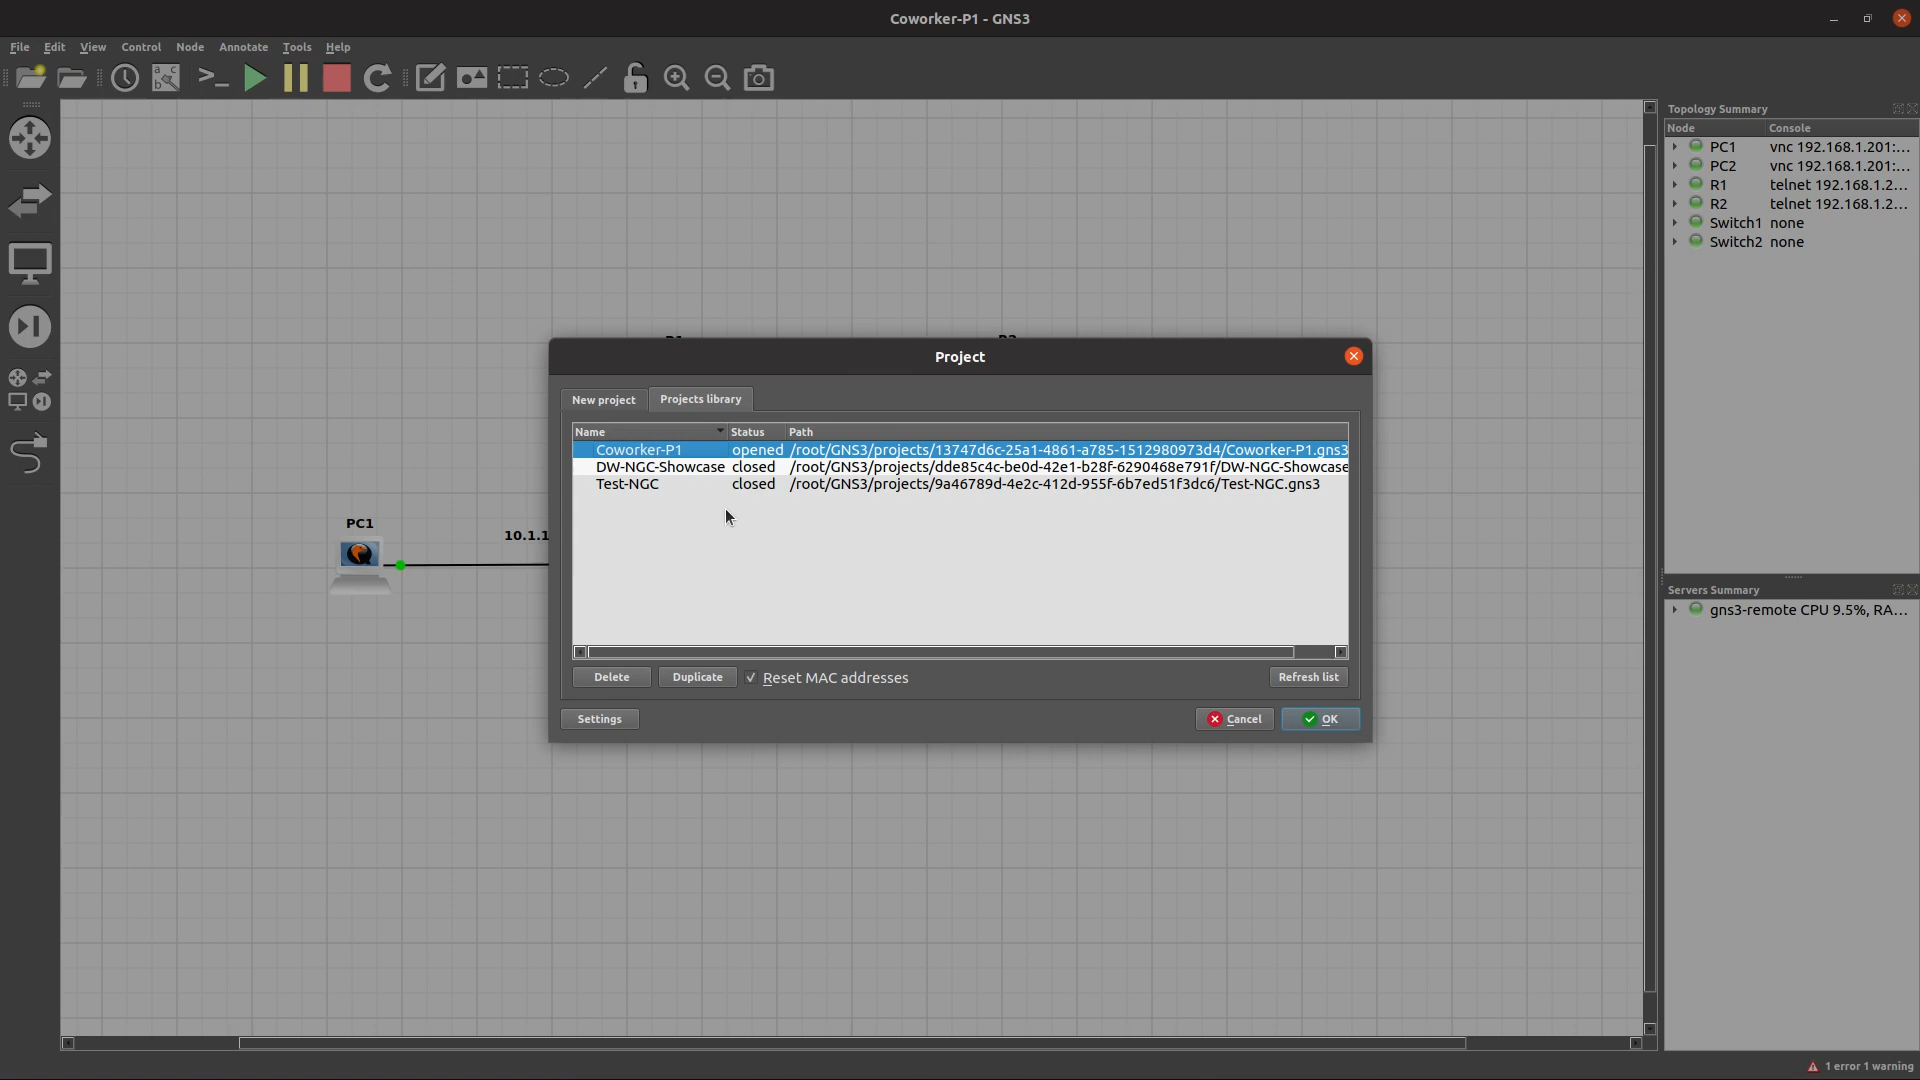 Coworker-P1 - GNS3
File Edit View Control Node Annotate Tools Help
Topology Summary
Node Console
PC1 vnc 192.168.1.201:...
PC2 vnc 192.168.1.201:...
R1 telnet 192.168.1.2...
R2 telnet 192.168.1.2...
Switch1 none
Switch2 none
Servers Summary
gns3-remote CPU 9.5%, RA...
PC1
10.1.1
Project
New project Projects library
Name Status Path
Coworker-P1 opened /root/GNS3/projects/13747d6c-25a1-4861-a785-1512980973d4/Coworker-P1.gns3
DW-NGC-Showcase closed /root/GNS3/projects/dde85c4c-be0d-42e1-b28f-6290468e791f/DW-NGC-Showcase
Test-NGC closed /root/GNS3/projects/9a46789d-4e2c-412d-955f-6b7ed51f3dc6/Test-NGC.gns3
Delete Duplicate Reset MAC addresses Refresh list
Settings Cancel OK
1 error 1 warning